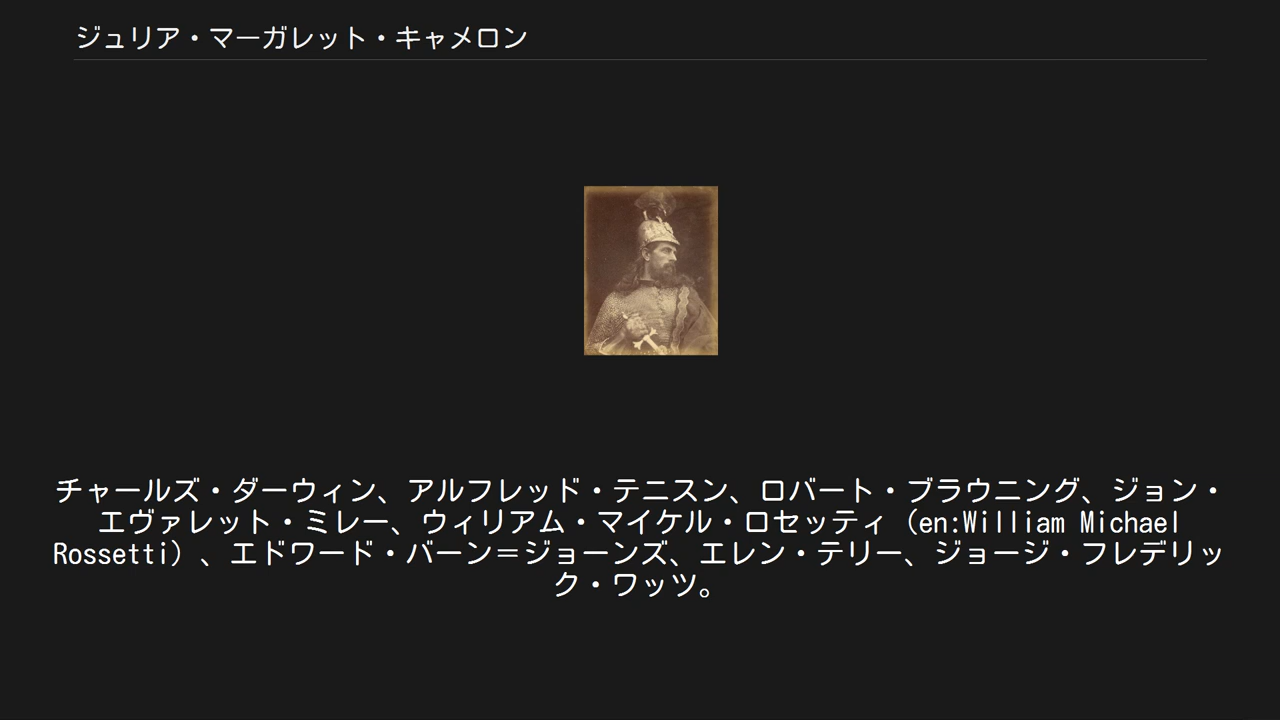 ジュリア・マーガレット・キャメロン
チャールズ・ダーウィン、アルフレッド・テニスン、ロバート・ブラウニング、ジョン・
エヴァレット・ミレー、ウィリアム・マイケル・ロセッティ（en:William Michael
Rossetti）、エドワード・バーン＝ジョーンズ、エレン・テリー、ジョージ・フレデリッ
ク・ワッツ。